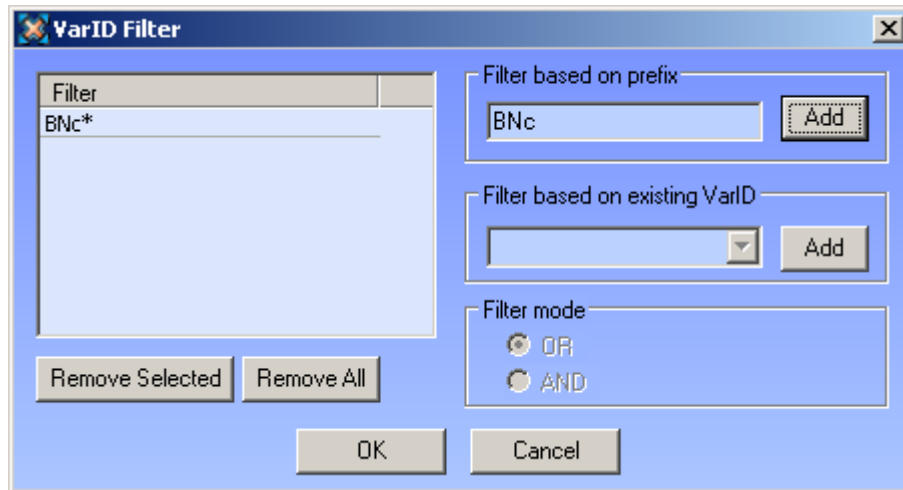 VarID Filter
Filter
BNc*
Filter based on prefix
BNc
Add
Filter based on existing VarID
Add
Filter mode
OR
AND
Remove Selected
Remove All
OK
Cancel